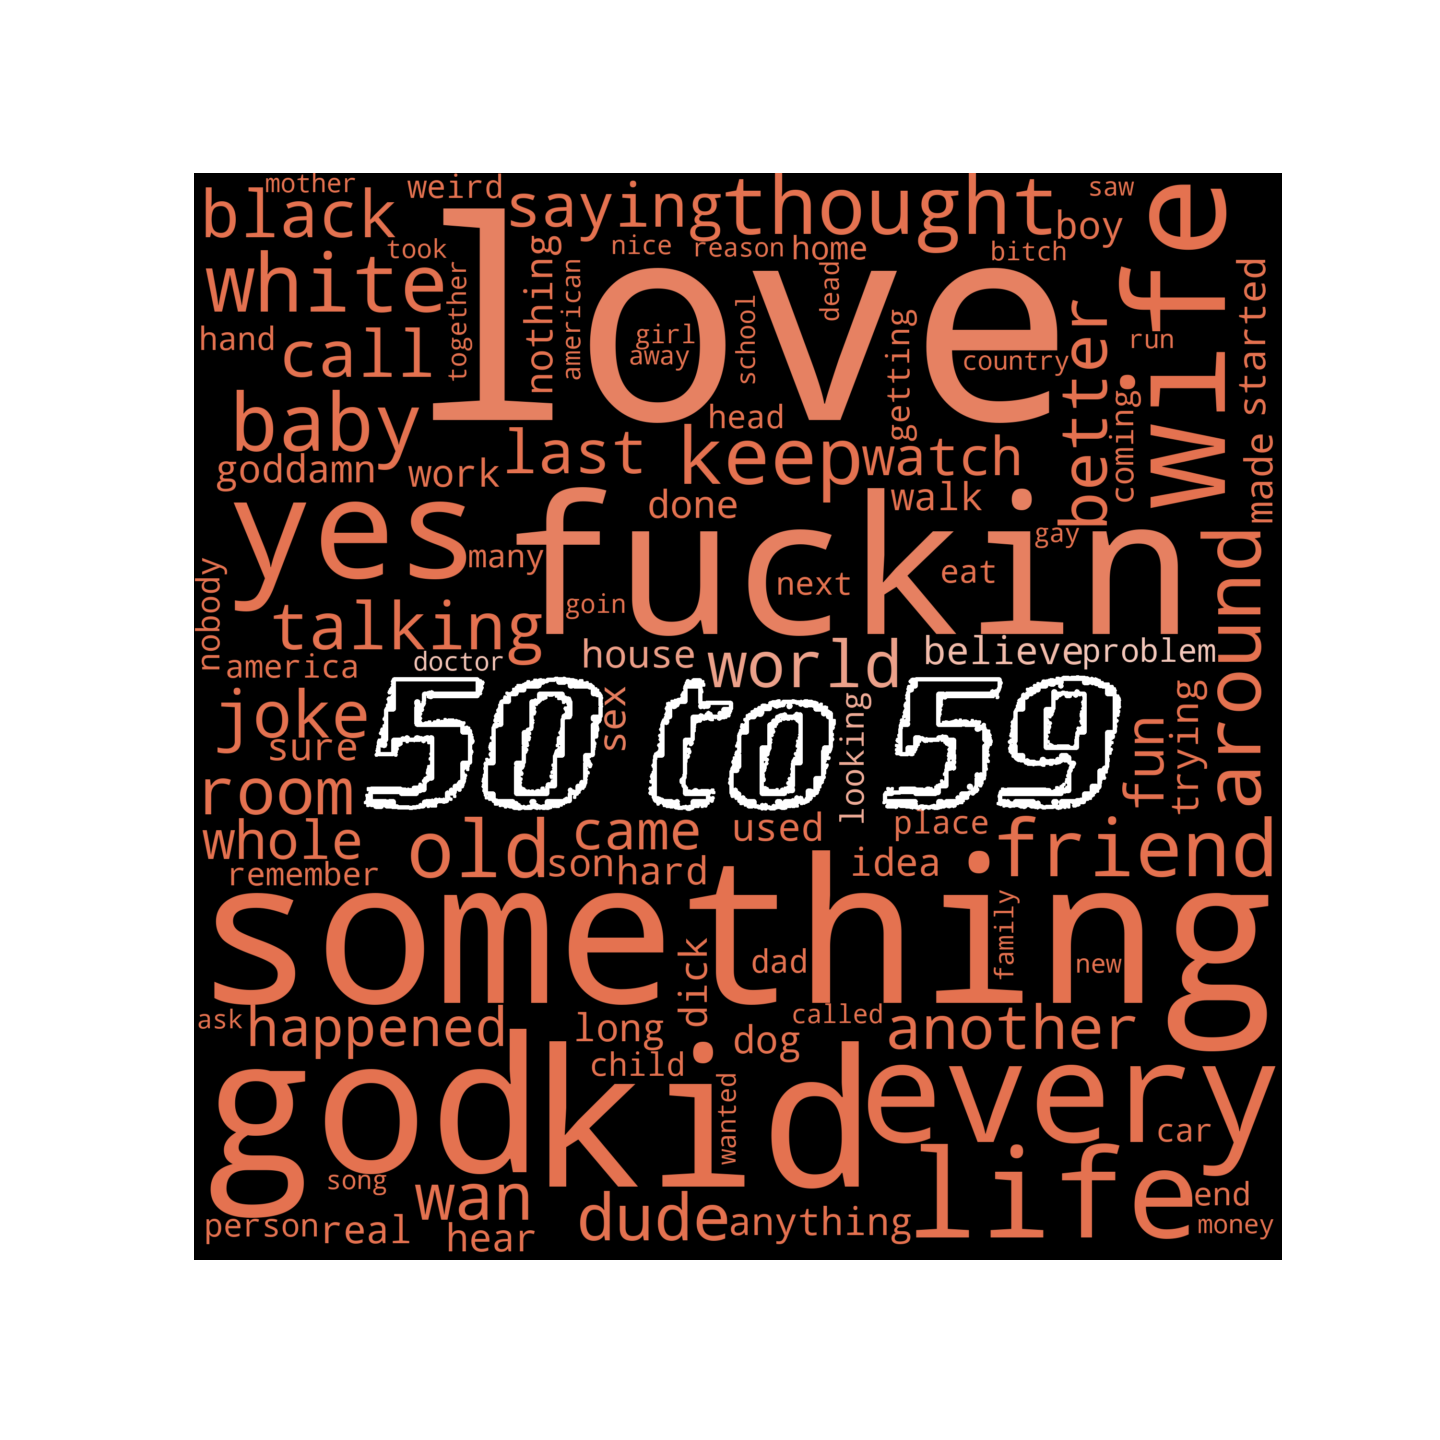 mother weird saying thought saw wife
black boy
took nice reason home bitch
white love nothing together american dead started
hand call girl away school getting country run better
baby head coming made
goddamn work last keep watch
done walk
yes fuckin gay around
many next eat
nobody talking goin
america doctor house world believe problem
joke 50 to 59 sex looking fun trying
sure
room
whole old came used place friend
remember son hard idea
something dick dad family new
ask happened long called another
child dog
god kid wanted every car
song life
wan end
person real hear dude anything money